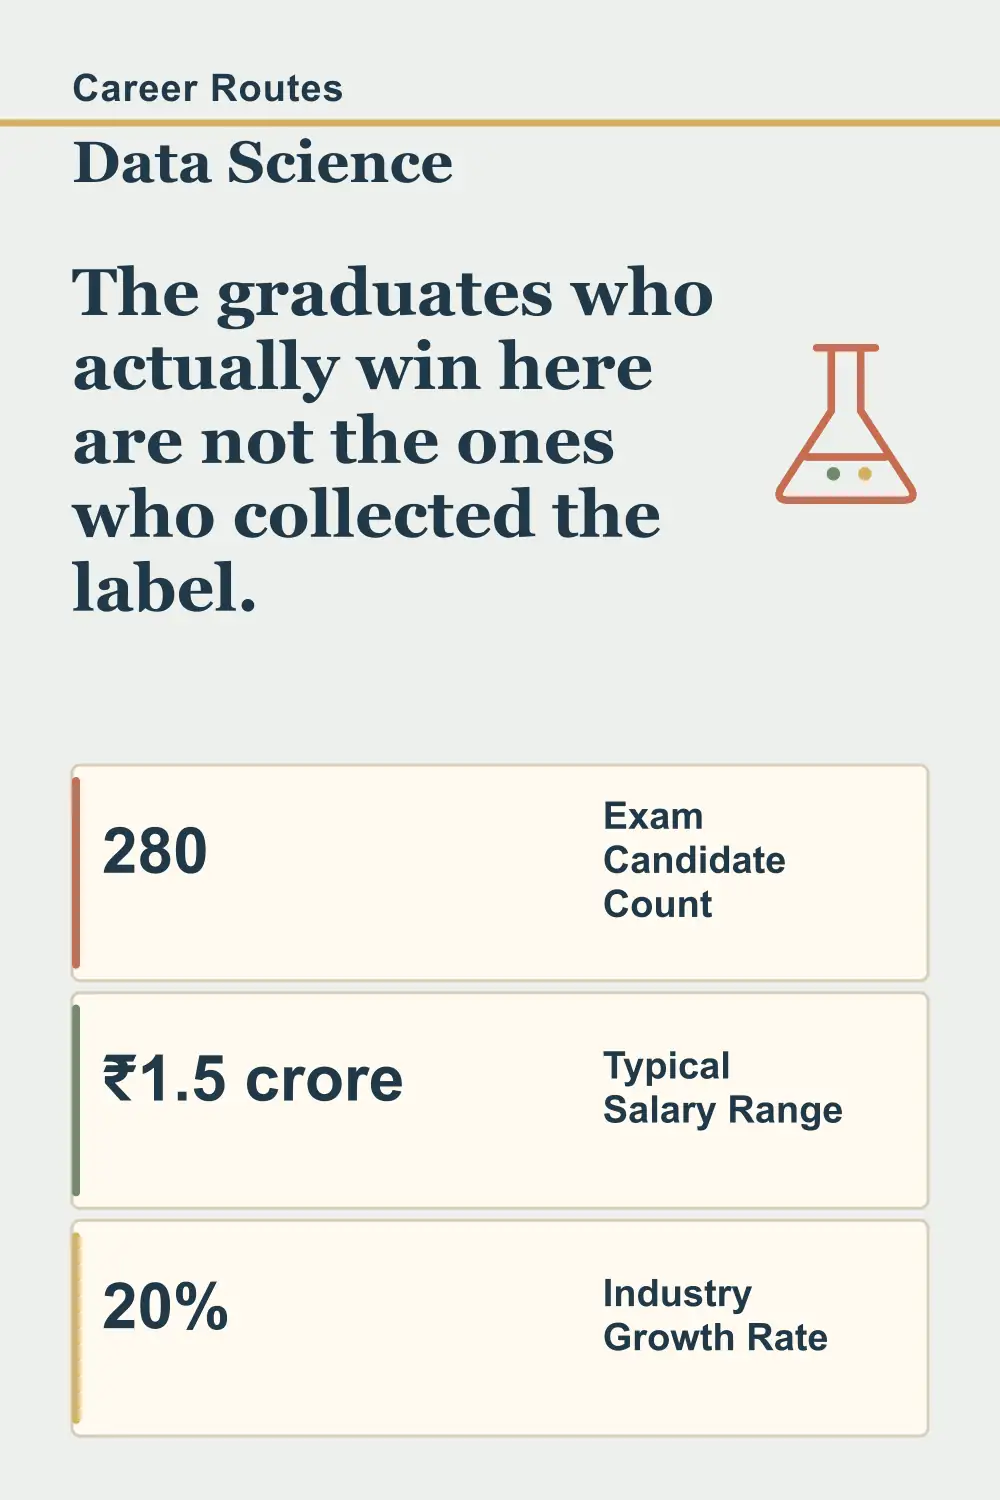 Career Routes
Data Science
The graduates who
actually win here
are not the ones
who collected the
label.
280
Exam
Candidate
Count
₹1.5 crore
Typical
Salary Range
20%
Industry
Growth Rate